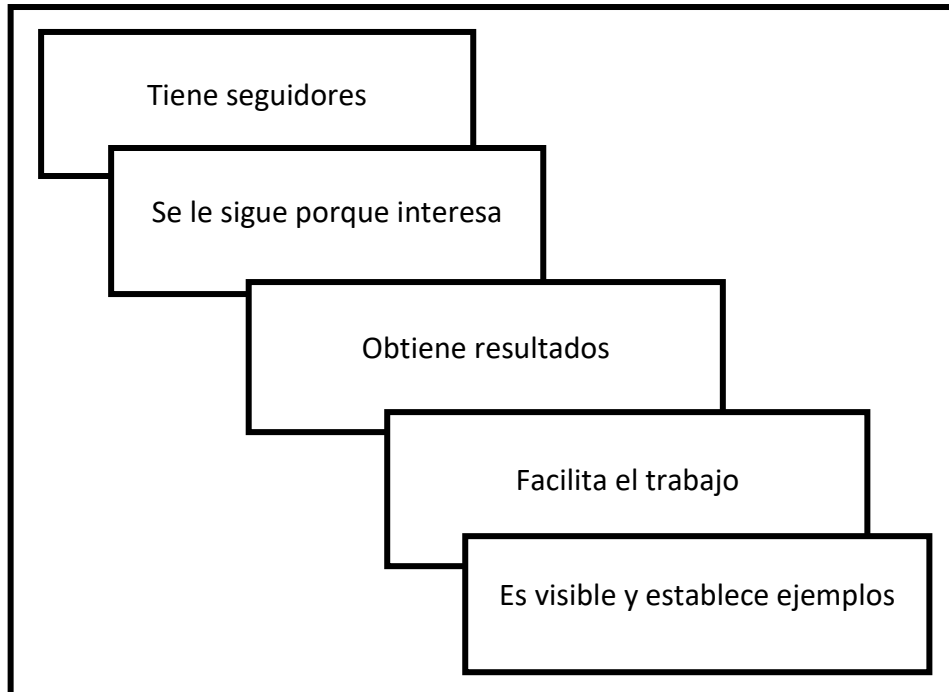 Tiene seguidores
Se le sigue porque interesa
Obtiene resultados
Facilita el trabajo
Es visible y establece ejemplos